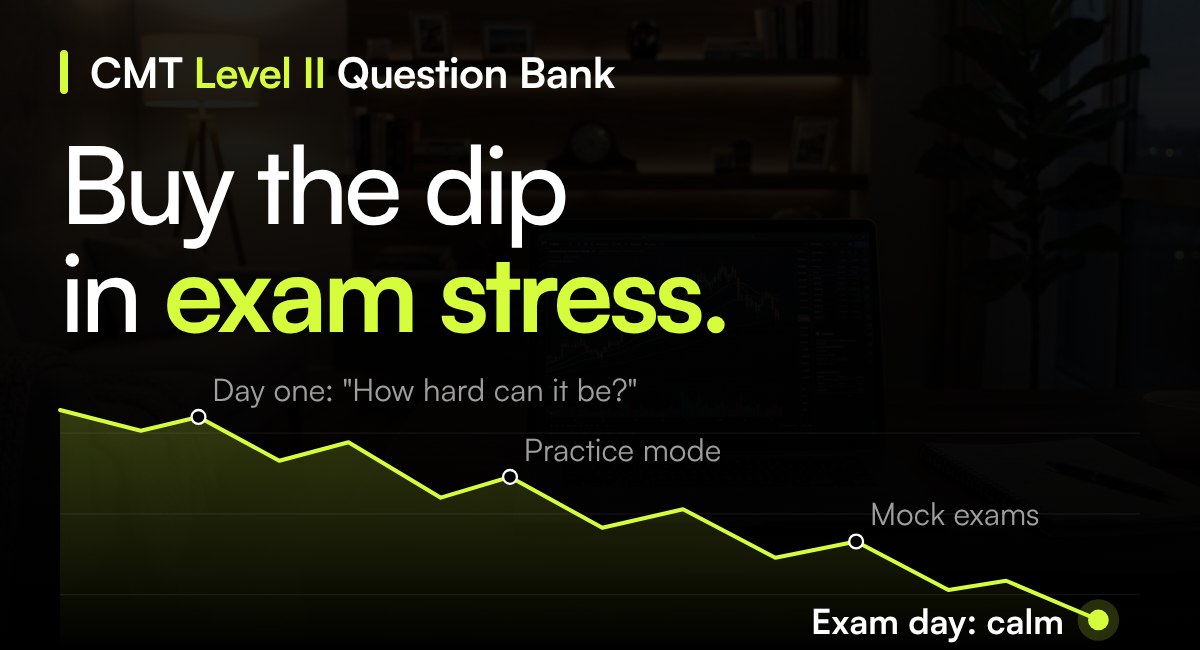 CMT Level II Question Bank
Buy the dip
in exam stress.
Day one: "How hard can it be?"
Practice mode
Mock exams
Exam day: calm